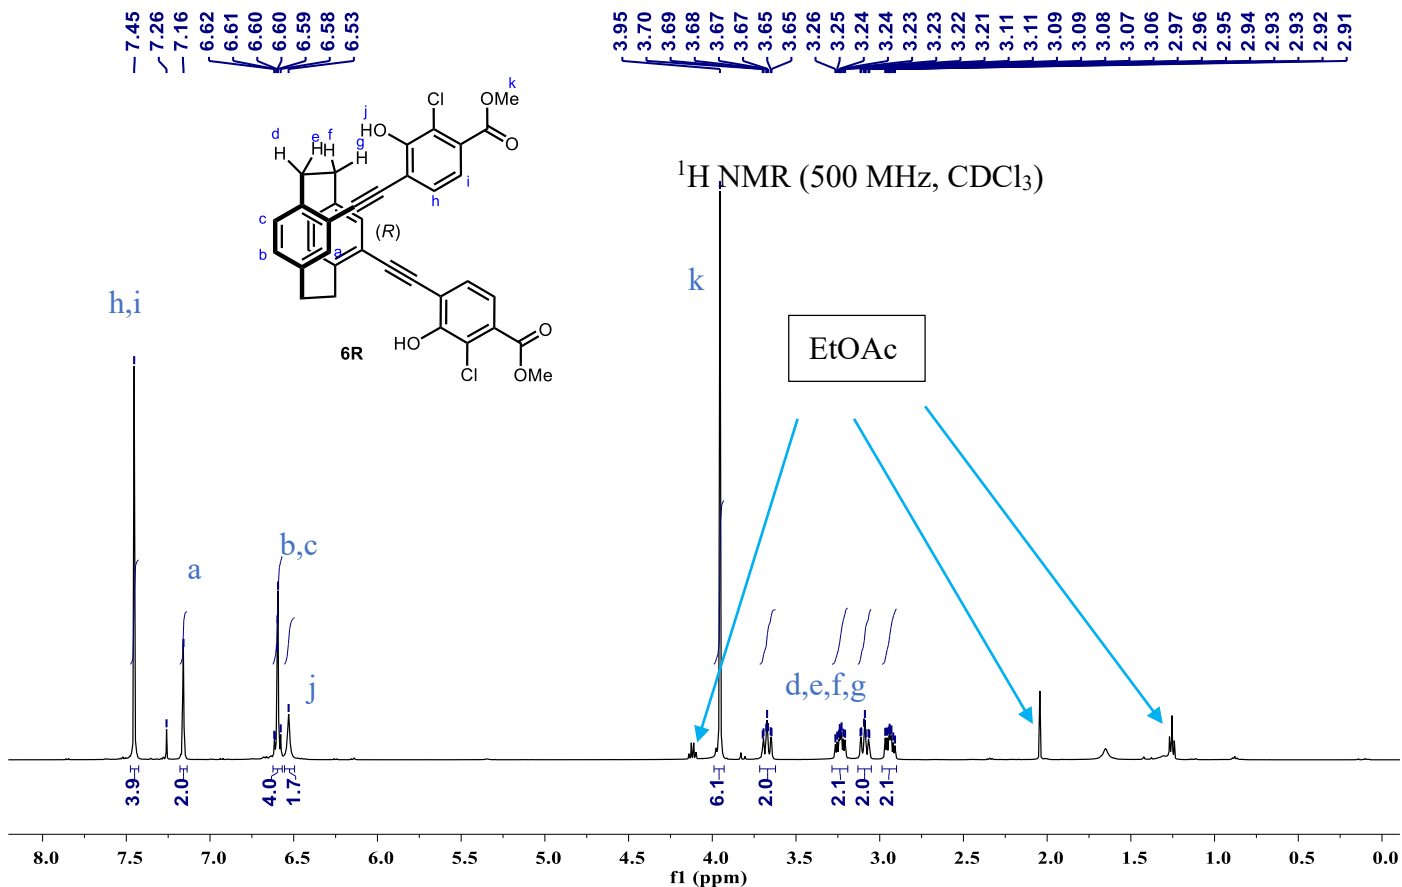 7.45 7.26 7.16 6.62 6.61 6.60 6.60 6.59 6.58 6.53 3.95 3.70 3.69 3.68 3.67 3.67 3.65 3.65 3.26 3.25 3.24 3.24 3.23 3.23 3.22 3.21 3.11 3.11 3.09 3.09 3.08 3.07 3.06 2.97 2.96 2.95 2.94 2.93 2.93 2.92 2.91
k
Cl OMe
j
HO O
d e f g
H H H H
i
h
c (R)
b a
O
HO
6R
Cl OMe
¹H NMR (500 MHz, CDCl₃)
k
h,i
EtOAc
b,c
a
j
d,e,f,g
3.9 2.0 4.0 1.7 6.1 2.0 2.1 2.0 2.1
8.0 7.5 7.0 6.5 6.0 5.5 5.0 4.5 4.0 3.5 3.0 2.5 2.0 1.5 1.0 0.5 0.0
f1 (ppm)